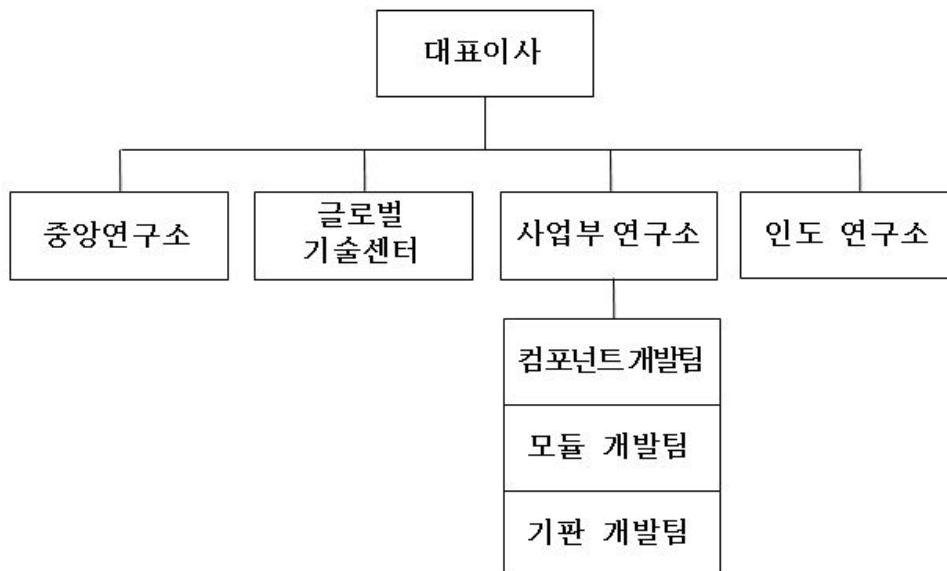 대표이사
중앙연구소
글로벌
기술센터
사업부 연구소
인도 연구소
컴포넌트 개발팀
모듈 개발팀
기판 개발팀